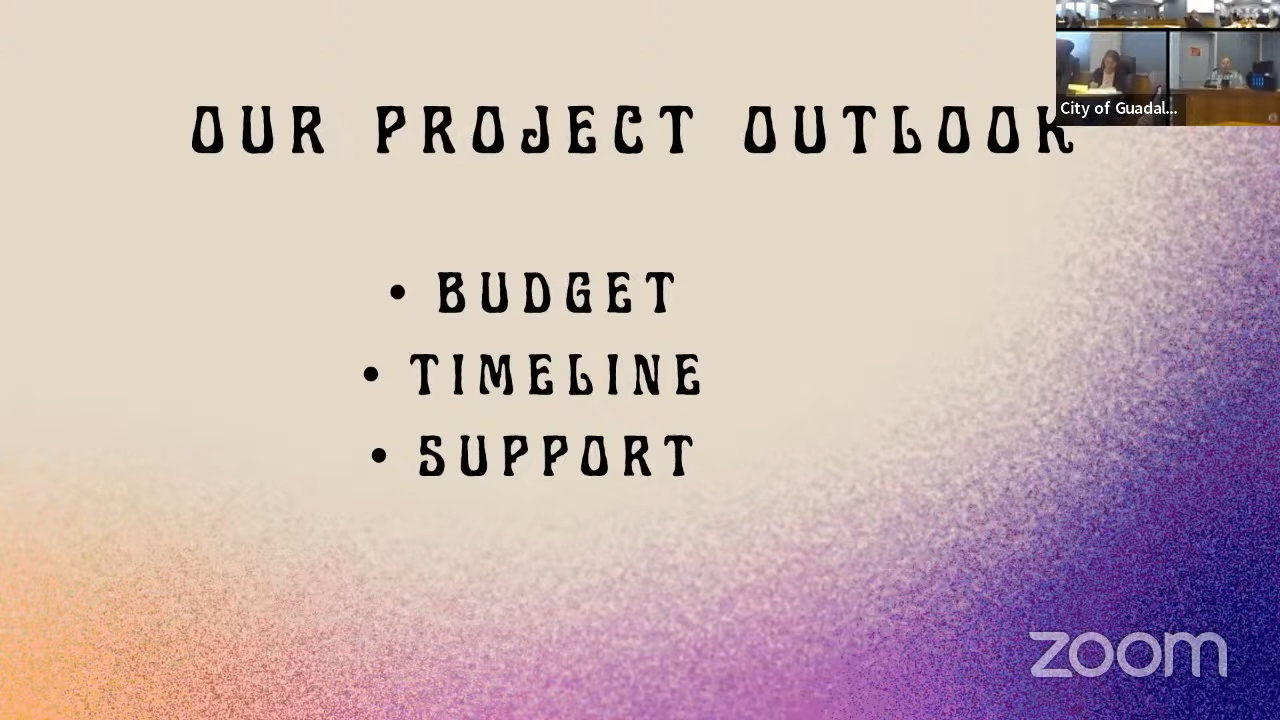 City of Guadal...
OUR PROJECT OUTLOOK
• BUDGET
• TIMELINE
• SUPPORT
zoom